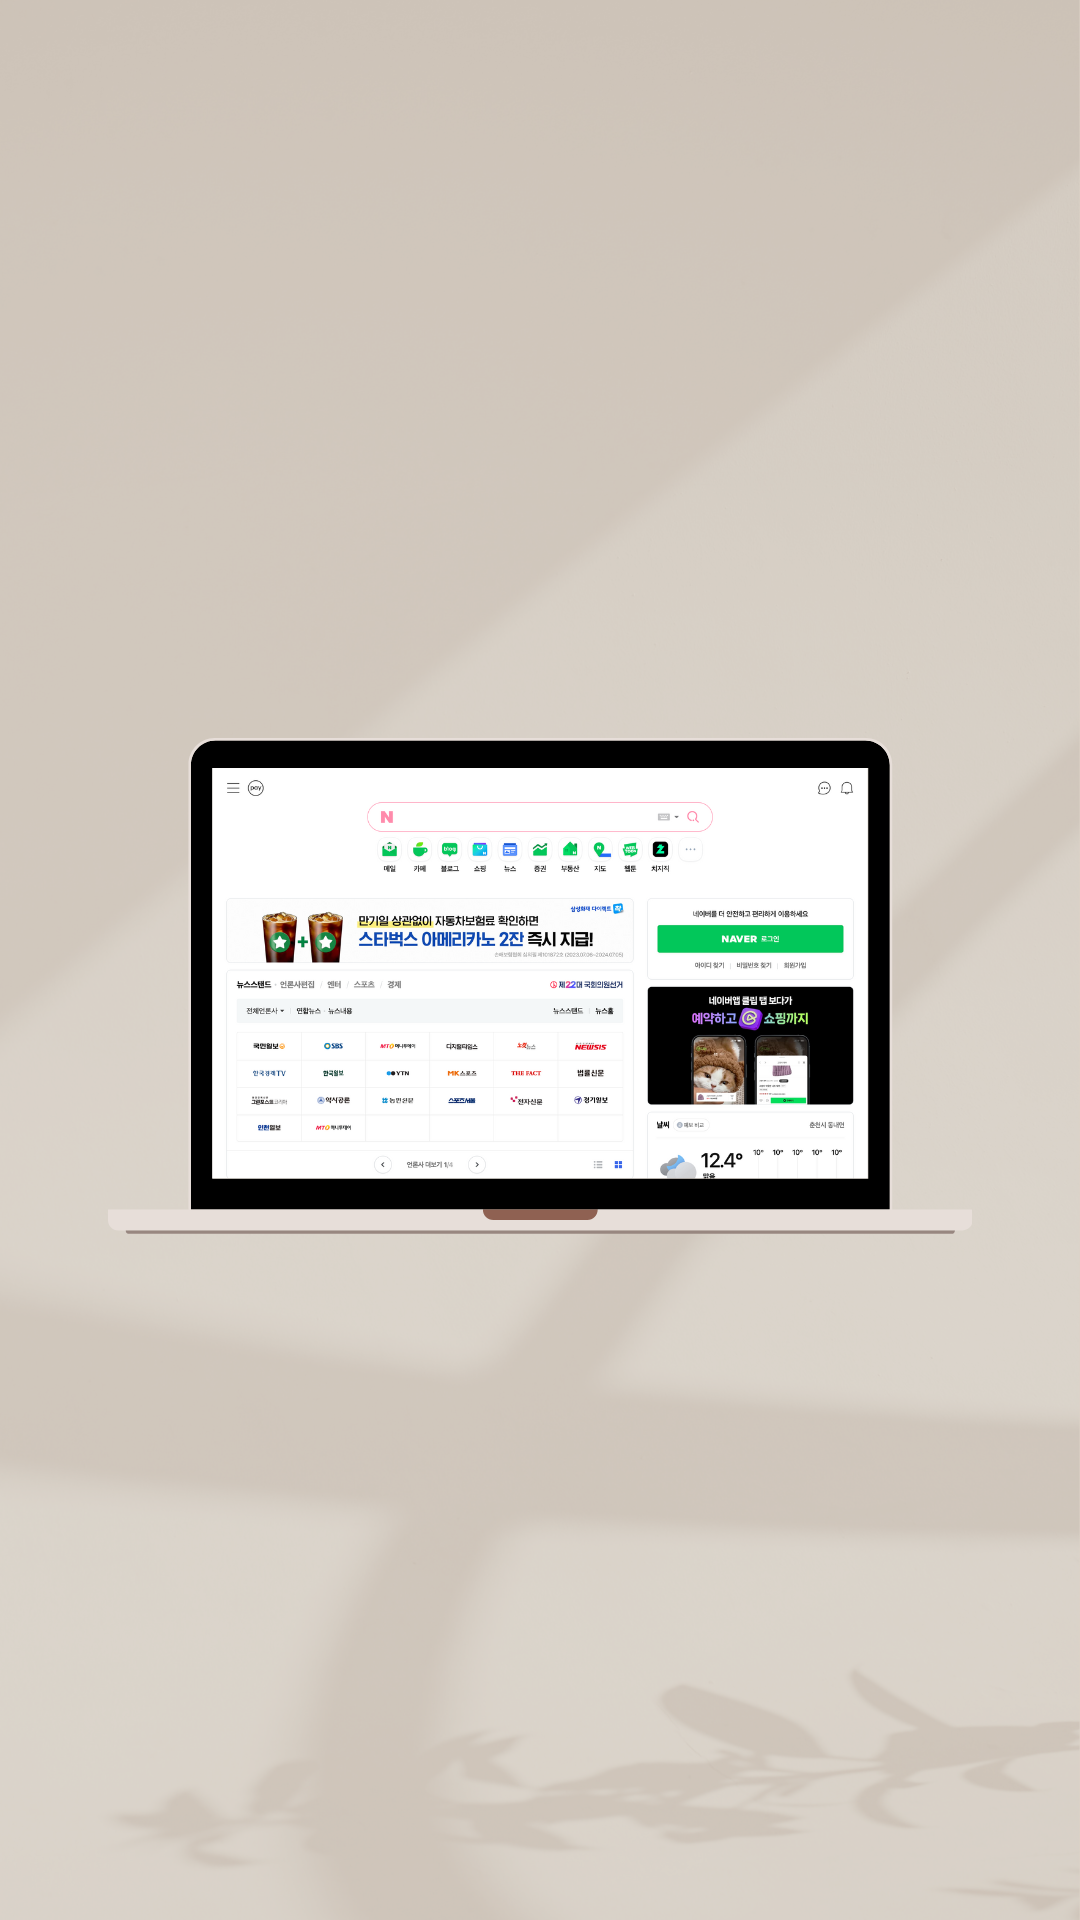 pay
N
메일 카페 블로그 쇼핑 뉴스 증권 부동산 지도 웹툰 치지직
삼성화재 다이렉트 착
만기일 상관없이 자동차보험료 확인하면
스타벅스 아메리카노 2잔 즉시 지급!
네이버를 더 안전하고 편리하게 이용하세요
NAVER 로그인
아이디 찾기 비밀번호 찾기 회원가입
뉴스스탠드 · 언론사편집 / 엔터 / 스포츠 / 경제
제22대 국회의원선거
전체언론사 연합뉴스 · 뉴스내용
뉴스스탠드 뉴스홈
국민일보 SBS MTN 머니투데이 디지털타임스 노컷뉴스 NEWSIS
한국경제TV 한국일보 YTN MK스포츠 THE FACT 법률신문
그린포스트코리아 약사공론 농민신문 스포츠서울 전자신문 경기일보
인천일보
언론사 더보기 1/4
네이버앱 클립 탭 보다가
예약하고 쇼핑까지
날씨 예보 비교
춘천시 동내면
12.4°
맑음
10° 10° 10° 10° 10°